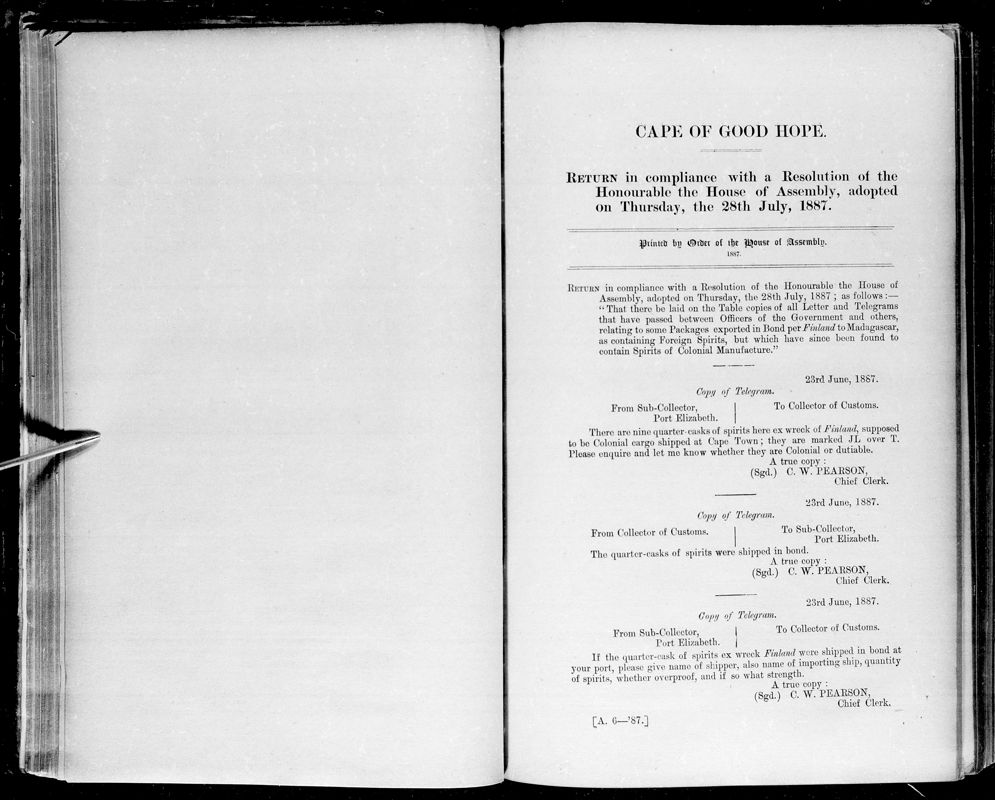 CAPE OF GOOD HOPE.
RETURN in compliance with a Resolution of the
Honourable the House of Assembly, adopted
on Thursday, the 28th July, 1887.
Printed by Order of the House of Assembly.
1887.
RETURN in compliance with a Resolution of the Honourable the House of
Assembly, adopted on Thursday, the 28th July, 1887 ; as follows :—
“ That there be laid on the Table copies of all Letter and Telegrams
that have passed between Officers of the Government and others,
relating to some Packages exported in Bond per Finland to Madagascar,
as containing Foreign Spirits, but which have since been found to
contain Spirits of Colonial Manufacture.”
23rd June, 1887.
Copy of Telegram.
From Sub-Collector, To Collector of Customs.
Port Elizabeth.
There are nine quarter-casks of spirits here ex wreck of Finland, supposed
to be Colonial cargo shipped at Cape Town ; they are marked JL over T.
Please enquire and let me know whether they are Colonial or dutiable.
A true copy :
(Sgd.) C. W. PEARSON,
Chief Clerk.
23rd June, 1887.
Copy of Telegram.
From Collector of Customs. To Sub-Collector,
Port Elizabeth.
The quarter-casks of spirits were shipped in bond.
A true copy :
(Sgd.) C. W. PEARSON,
Chief Clerk.
23rd June, 1887.
Copy of Telegram.
From Sub-Collector, To Collector of Customs.
Port Elizabeth.
If the quarter-cask of spirits ex wreck Finland were shipped in bond at
your port, please give name of shipper, also name of importing ship, quantity
of spirits, whether overproof, and if so what strength.
A true copy :
(Sgd.) C. W. PEARSON,
Chief Clerk.
[A. 6—'87.]